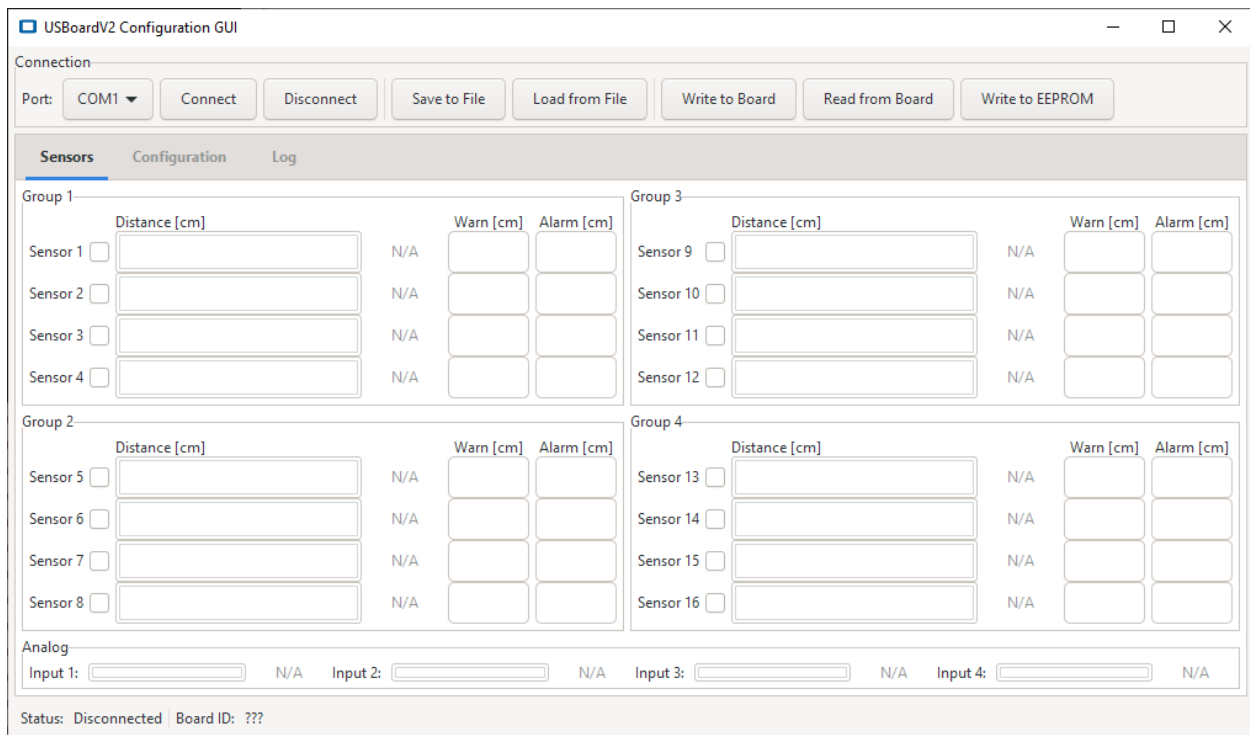 USBoardV2 Configuration GUI
Connection
Port: COM1 Connect Disconnect Save to File Load from File Write to Board Read from Board Write to EEPROM
Sensors Configuration Log
Group 1
Distance [cm] Warn [cm] Alarm [cm]
Sensor 1 N/A
Sensor 2 N/A
Sensor 3 N/A
Sensor 4 N/A
Group 3
Distance [cm] Warn [cm] Alarm [cm]
Sensor 9 N/A
Sensor 10 N/A
Sensor 11 N/A
Sensor 12 N/A
Group 2
Distance [cm] Warn [cm] Alarm [cm]
Sensor 5 N/A
Sensor 6 N/A
Sensor 7 N/A
Sensor 8 N/A
Group 4
Distance [cm] Warn [cm] Alarm [cm]
Sensor 13 N/A
Sensor 14 N/A
Sensor 15 N/A
Sensor 16 N/A
Analog
Input 1: N/A Input 2: N/A Input 3: N/A Input 4: N/A
Status: Disconnected Board ID: ???